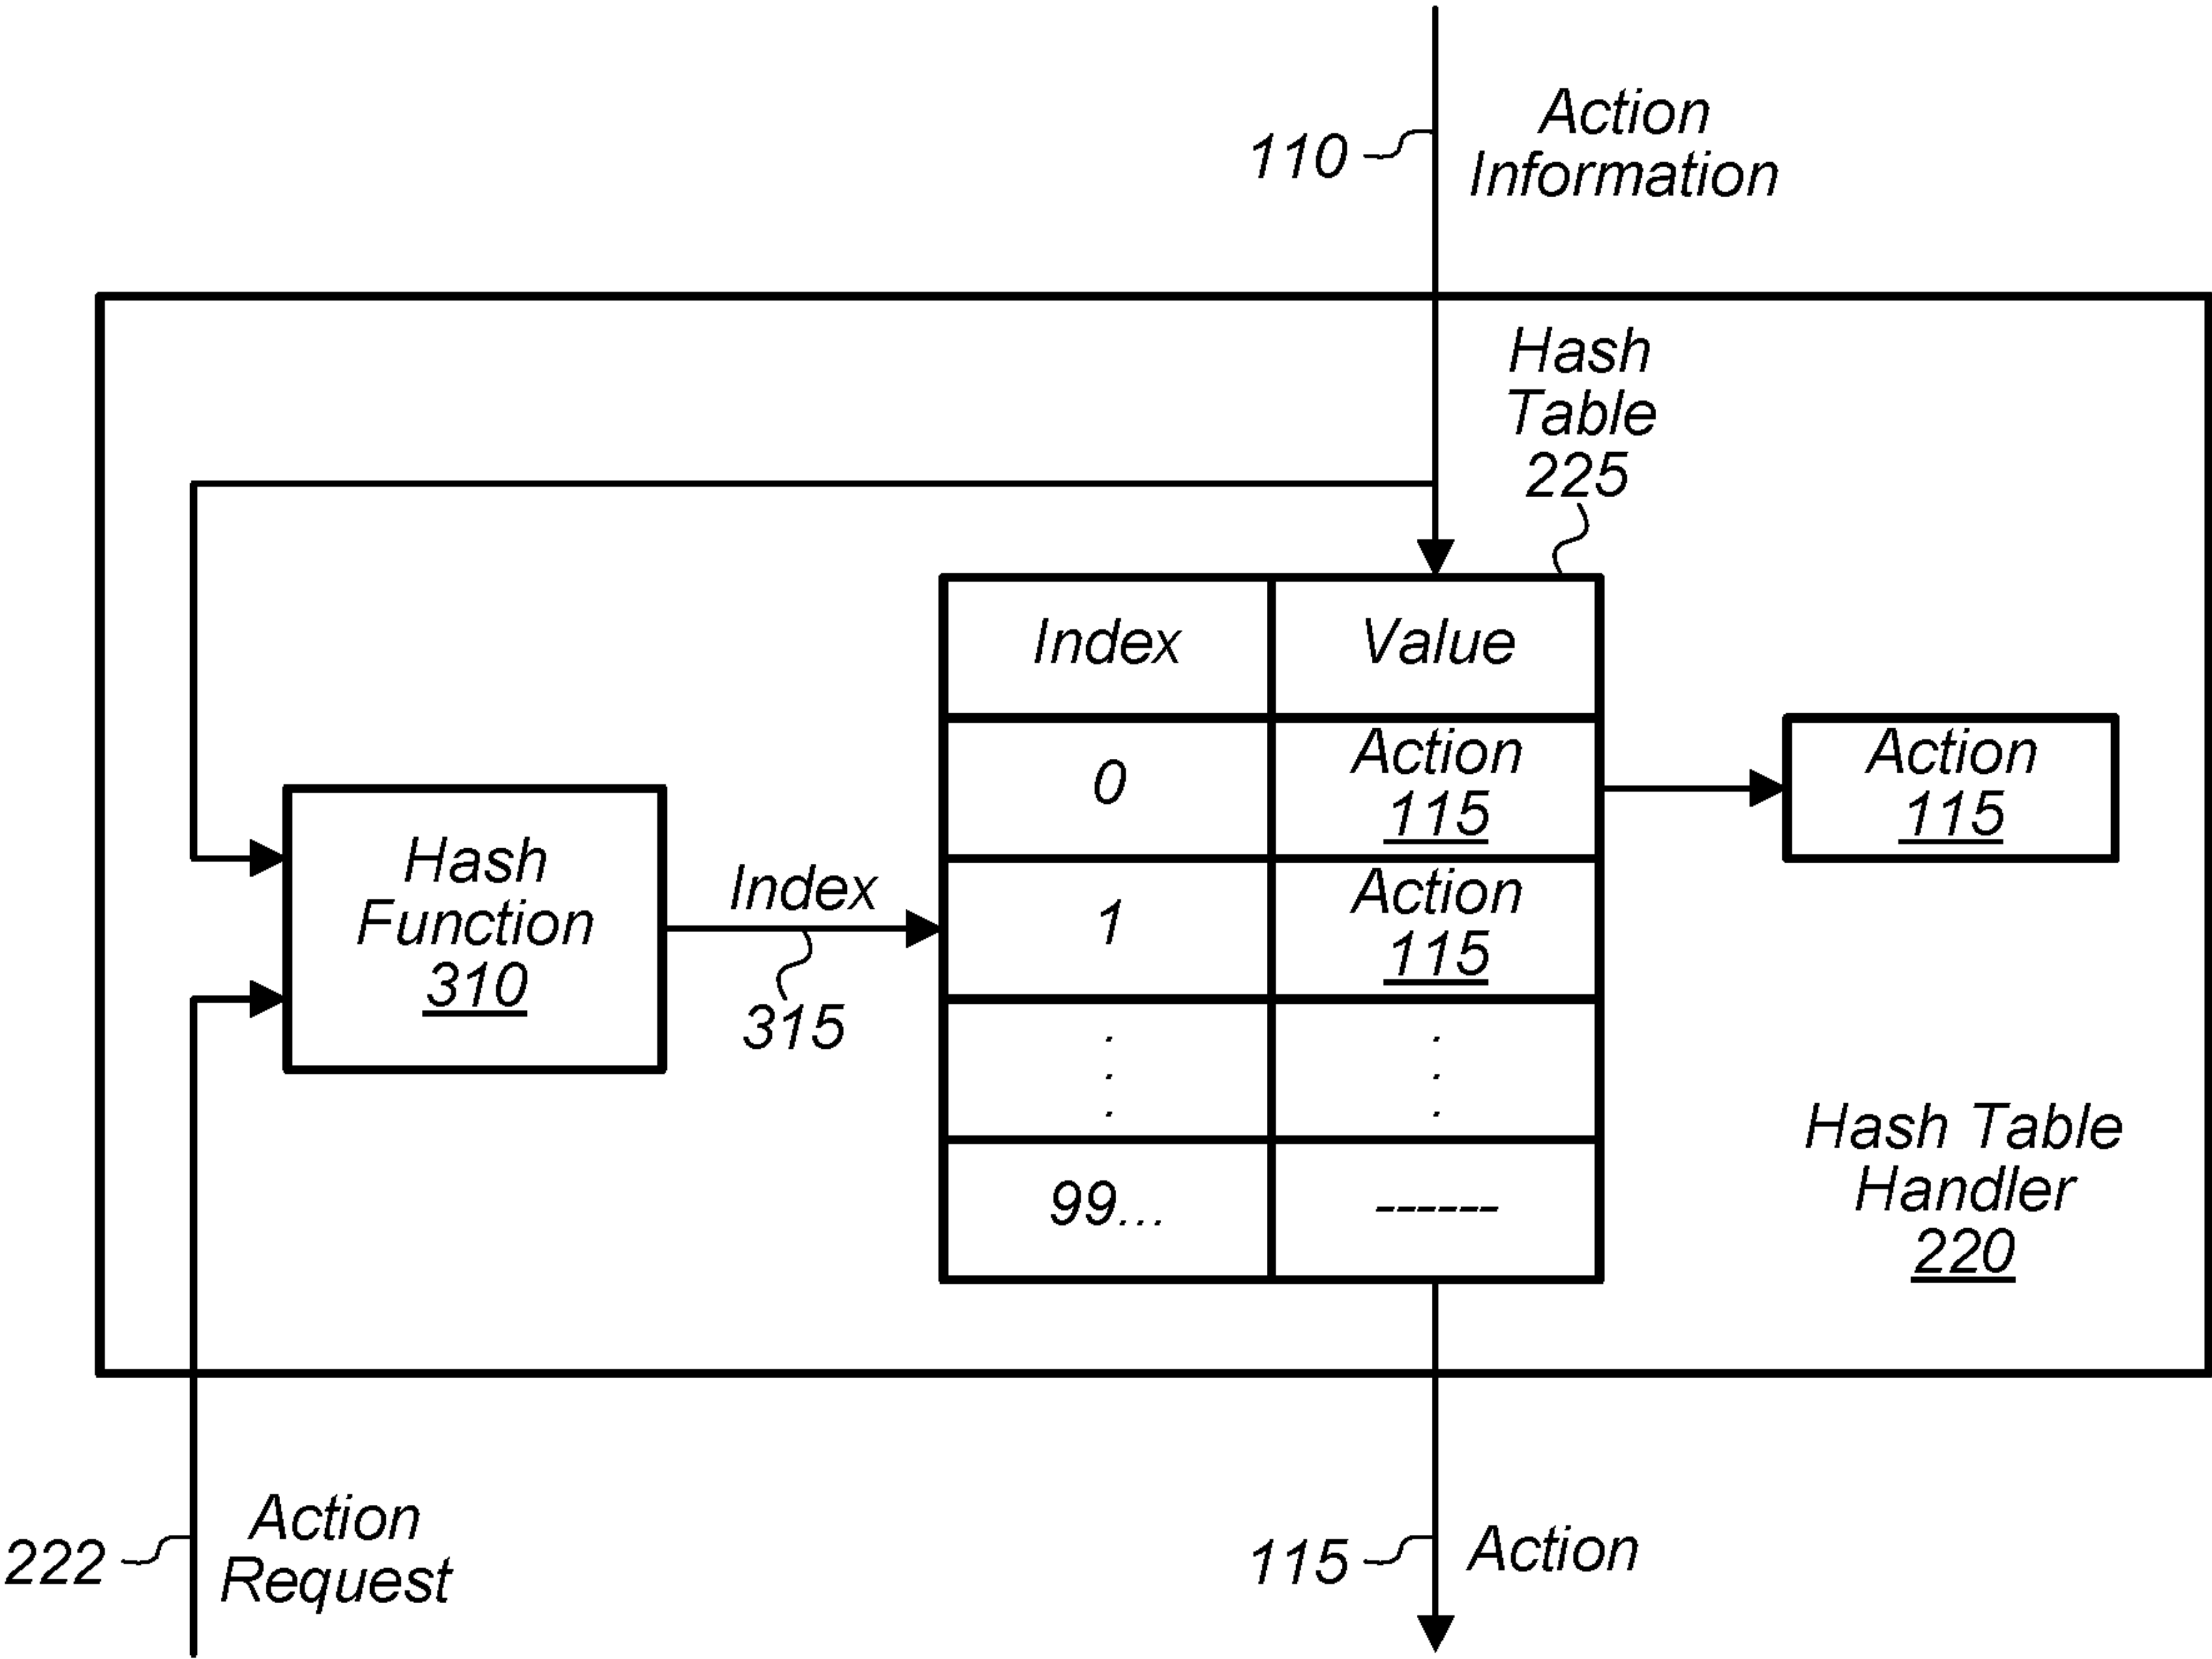 Action
Information
110
Hash
Table
225
Index
Value
0
Action
115
Action
115
Hash
Function
310
Index
315
1
Action
115
:
.
:
.
99...
------
Hash Table
Handler
220
Action
Request
222
115
Action